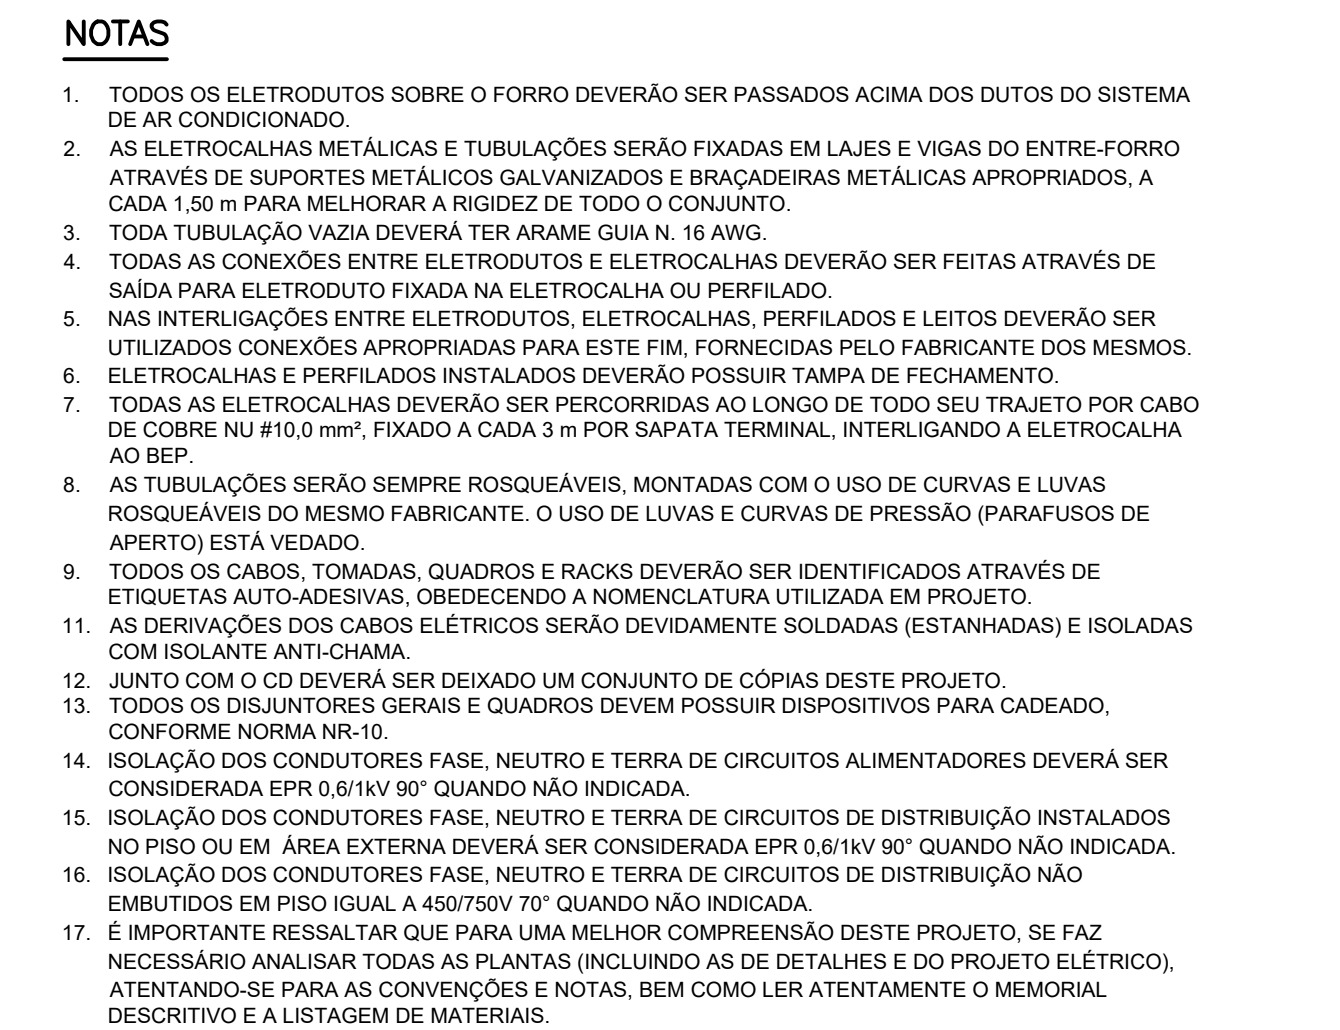 NOTAS
1. TODOS OS ELETRODUTOS SOBRE O FORRO DEVERÃO SER PASSADOS ACIMA DOS DUTOS DO SISTEMA
DE AR CONDICIONADO.
2. AS ELETROCALHAS METÁLICAS E TUBULAÇÕES SERÃO FIXADAS EM LAJES E VIGAS DO ENTRE-FORRO
ATRAVÉS DE SUPORTES METÁLICOS GALVANIZADOS E BRAÇADEIRAS METÁLICAS APROPRIADOS, A
CADA 1,50 m PARA MELHORAR A RIGIDEZ DE TODO O CONJUNTO.
3. TODA TUBULAÇÃO VAZIA DEVERÁ TER ARAME GUIA N. 16 AWG.
4. TODAS AS CONEXÕES ENTRE ELETRODUTOS E ELETROCALHAS DEVERÃO SER FEITAS ATRAVÉS DE
SAÍDA PARA ELETRODUTO FIXADA NA ELETROCALHA OU PERFILADO.
5. NAS INTERLIGAÇÕES ENTRE ELETRODUTOS, ELETROCALHAS, PERFILADOS E LEITOS DEVERÃO SER
UTILIZADOS CONEXÕES APROPRIADAS PARA ESTE FIM, FORNECIDAS PELO FABRICANTE DOS MESMOS.
6. ELETROCALHAS E PERFILADOS INSTALADOS DEVERÃO POSSUIR TAMPA DE FECHAMENTO.
7. TODAS AS ELETROCALHAS DEVERÃO SER PERCORRIDAS AO LONGO DE TODO SEU TRAJETO POR CABO
DE COBRE NU #10,0 mm², FIXADO A CADA 3 m POR SAPATA TERMINAL, INTERLIGANDO A ELETROCALHA
AO BEP.
8. AS TUBULAÇÕES SERÃO SEMPRE ROSQUEÁVEIS, MONTADAS COM O USO DE CURVAS E LUVAS
ROSQUEÁVEIS DO MESMO FABRICANTE. O USO DE LUVAS E CURVAS DE PRESSÃO (PARAFUSOS DE
APERTO) ESTÁ VEDADO.
9. TODOS OS CABOS, TOMADAS, QUADROS E RACKS DEVERÃO SER IDENTIFICADOS ATRAVÉS DE
ETIQUETAS AUTO-ADESIVAS, OBEDECENDO A NOMENCLATURA UTILIZADA EM PROJETO.
11. AS DERIVAÇÕES DOS CABOS ELÉTRICOS SERÃO DEVIDAMENTE SOLDADAS (ESTANHADAS) E ISOLADAS
COM ISOLANTE ANTI-CHAMA.
12. JUNTO COM O CD DEVERÁ SER DEIXADO UM CONJUNTO DE CÓPIAS DESTE PROJETO.
13. TODOS OS DISJUNTORES GERAIS E QUADROS DEVEM POSSUIR DISPOSITIVOS PARA CADEADO,
CONFORME NORMA NR-10.
14. ISOLAÇÃO DOS CONDUTORES FASE, NEUTRO E TERRA DE CIRCUITOS ALIMENTADORES DEVERÁ SER
CONSIDERADA EPR 0,6/1kV 90° QUANDO NÃO INDICADA.
15. ISOLAÇÃO DOS CONDUTORES FASE, NEUTRO E TERRA DE CIRCUITOS DE DISTRIBUIÇÃO INSTALADOS
NO PISO OU EM ÁREA EXTERNA DEVERÁ SER CONSIDERADA EPR 0,6/1kV 90° QUANDO NÃO INDICADA.
16. ISOLAÇÃO DOS CONDUTORES FASE, NEUTRO E TERRA DE CIRCUITOS DE DISTRIBUIÇÃO NÃO
EMBUTIDOS EM PISO IGUAL A 450/750V 70° QUANDO NÃO INDICADA.
17. É IMPORTANTE RESSALTAR QUE PARA UMA MELHOR COMPREENSÃO DESTE PROJETO, SE FAZ
NECESSÁRIO ANALISAR TODAS AS PLANTAS (INCLUINDO AS DE DETALHES E DO PROJETO ELÉTRICO),
ATENTANDO-SE PARA AS CONVENÇÕES E NOTAS, BEM COMO LER ATENTAMENTE O MEMORIAL
DESCRITIVO E A LISTAGEM DE MATERIAIS.